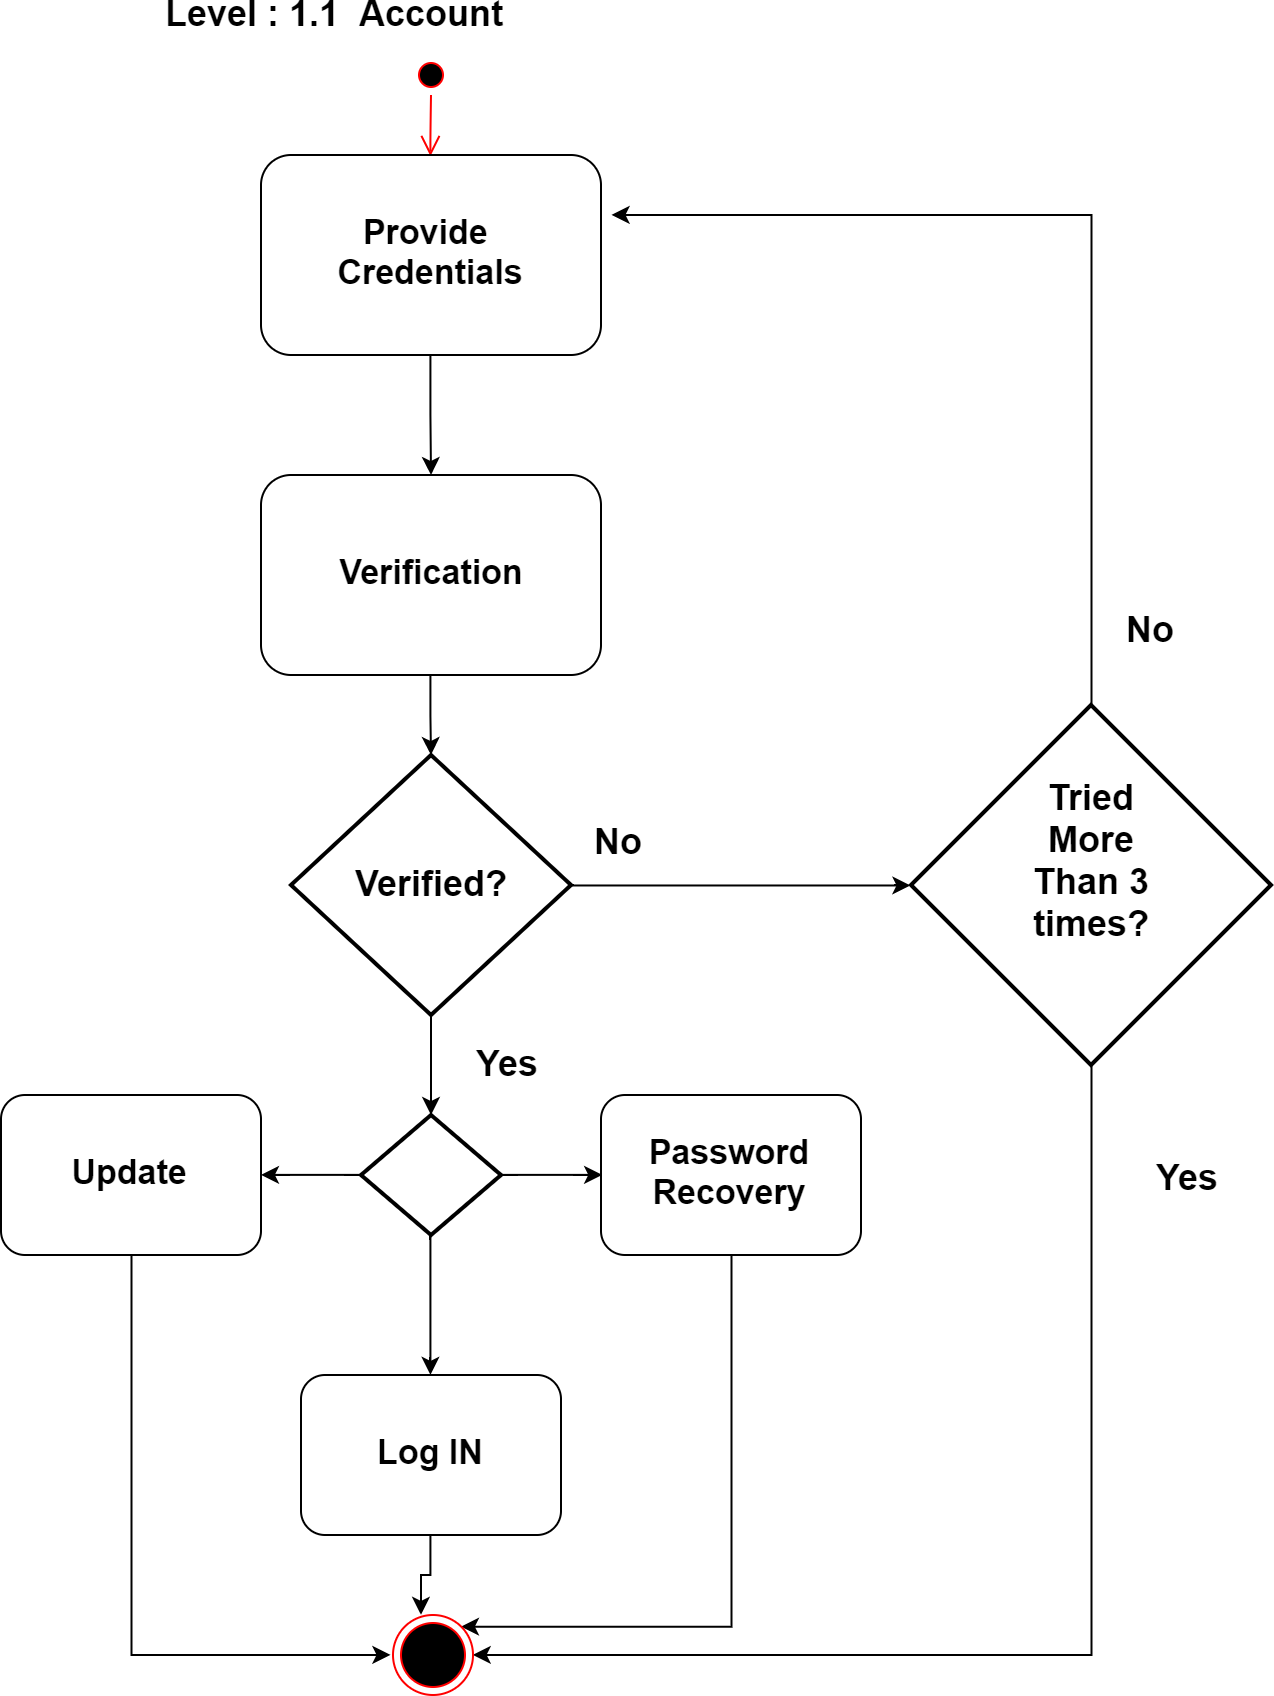 Level : 1.1  Account
Provide
Credentials
Verification
No
Tried
More
Than 3
times?
No
Verified?
Yes
Update
Password
Recovery
Yes
Log IN